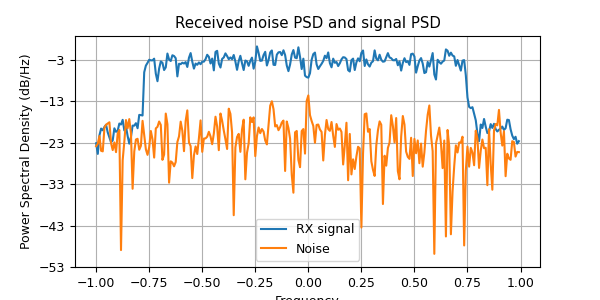 Received noise PSD and signal PSD
Power Spectral Density (dB/Hz)
−3
−13
−23
−33
−43
−53
RX signal
Noise
−1.00 −0.75 −0.50 −0.25 0.00 0.25 0.50 0.75 1.00
Frequency